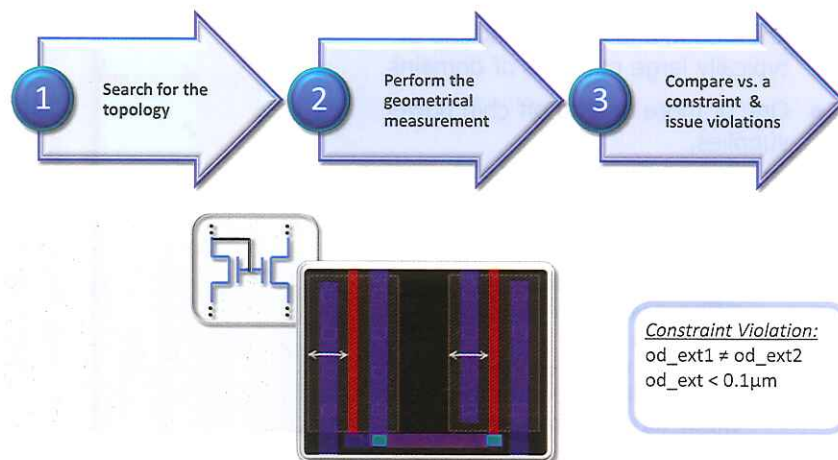 1
Search for the
topology
2
Perform the
geometrical
measurement
3
Compare vs. a
constraint &
issue violations
Constraint Violation:
od_ext1 ≠ od_ext2
od_ext < 0.1μm